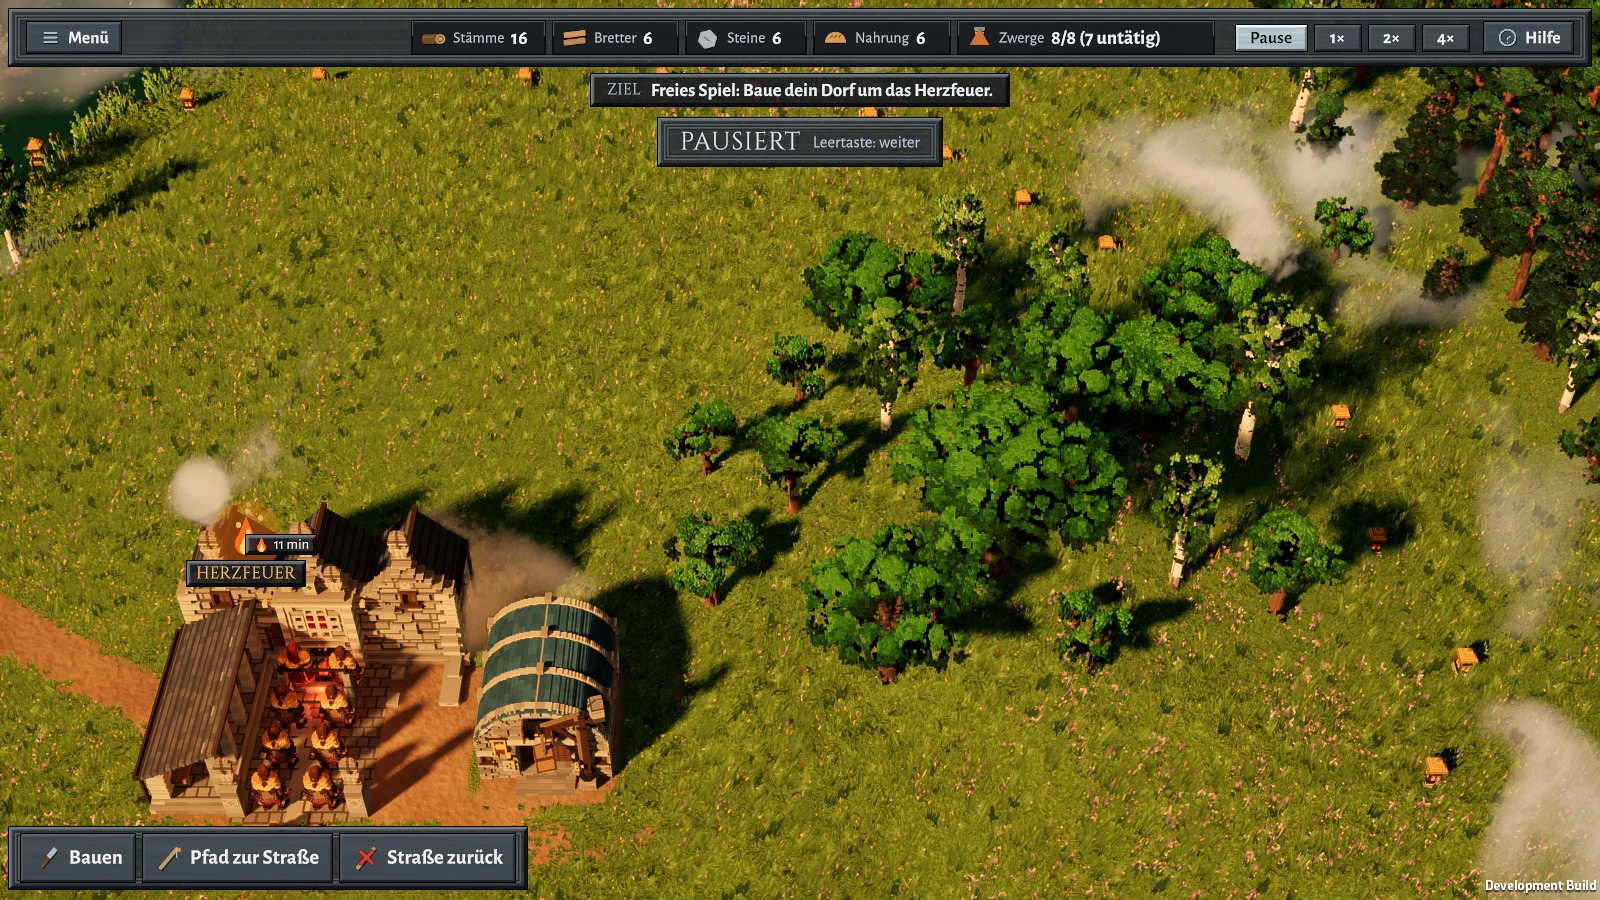 Menü
Stämme 16
Bretter 6
Steine 6
Nahrung 6
Zwerge 8/8 (7 untätig)
Pause
1×
2×
4×
Hilfe
ZIEL Freies Spiel: Baue dein Dorf um das Herzfeuer.
PAUSIERT Leertaste: weiter
11 min
HERZFEUER
Bauen
Pfad zur Straße
Straße zurück
Development Build